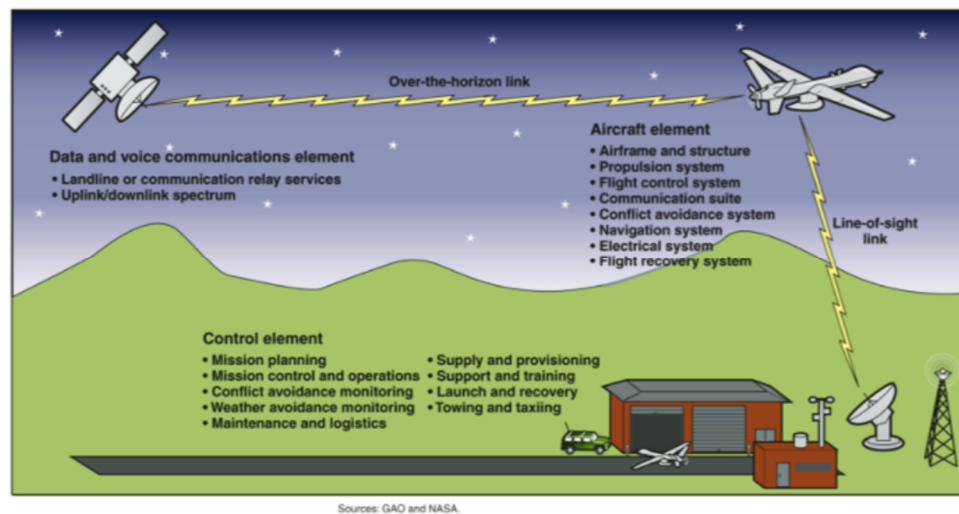 Over-the-horizon link
Data and voice communications element
• Landline or communication relay services
• Uplink/downlink spectrum
Aircraft element
• Airframe and structure
• Propulsion system
• Flight control system
• Communication suite
• Conflict avoidance system
• Navigation system
• Electrical system
• Flight recovery system
Line-of-sight
link
Control element
• Mission planning
• Mission control and operations
• Conflict avoidance monitoring
• Weather avoidance monitoring
• Maintenance and logistics
• Supply and provisioning
• Support and training
• Launch and recovery
• Towing and taxiing
Sources: GAO and NASA.